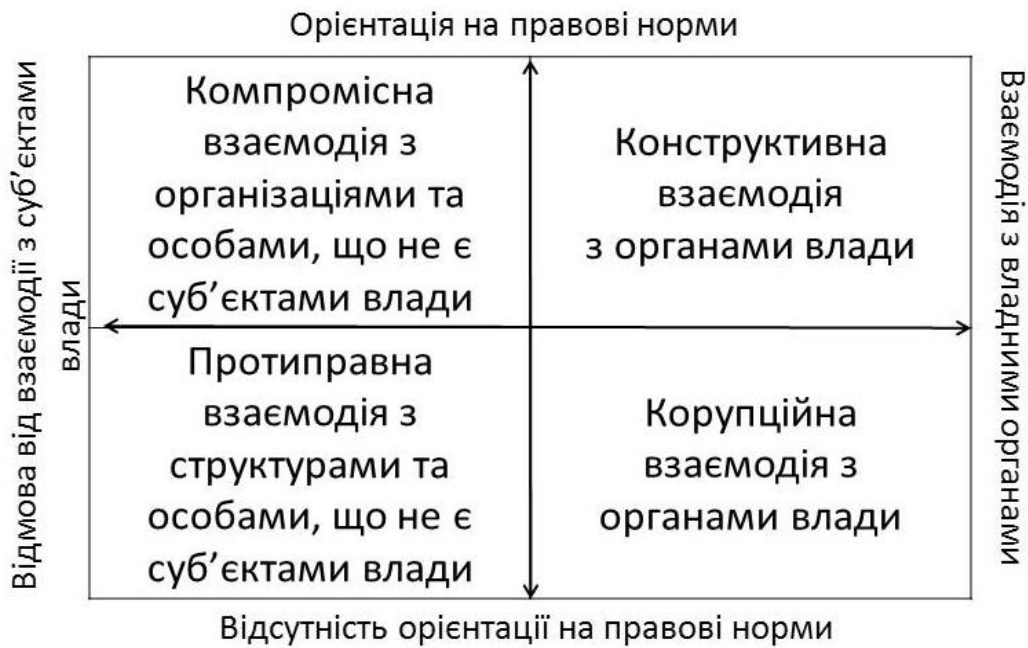 Орієнтація на правові норми
Відмова від взаємодії з суб’єктами
влади
Компромісна
взаємодія з
організаціями та
особами, що не є
суб’єктами влади
Конструктивна
взаємодія
з органами влади
Взаємодія з владними органами
Протиправна
взаємодія з
структурами та
особами, що не є
суб’єктами влади
Корупційна
взаємодія з
органами влади
Відсутність орієнтації на правові норми